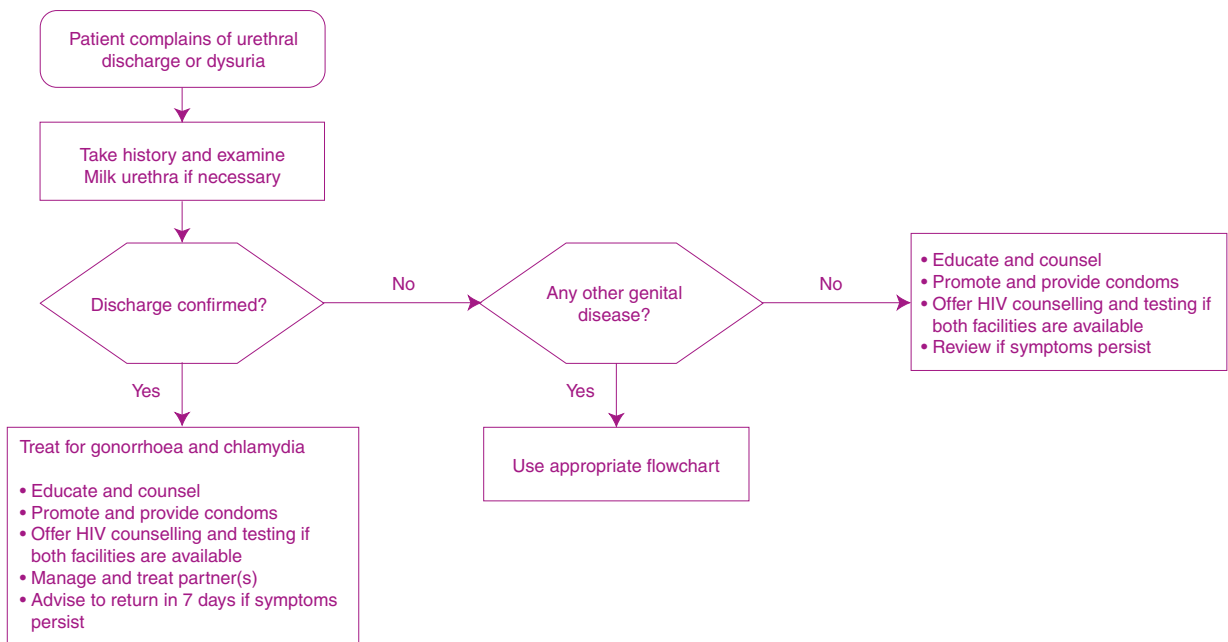 Patient complains of urethral
discharge or dysuria
Take history and examine
Milk urethra if necessary
Discharge confirmed?
No
Any other genital
disease?
No
• Educate and counsel
• Promote and provide condoms
• Offer HIV counselling and testing if
both facilities are available
• Review if symptoms persist
Yes
Yes
Treat for gonorrhoea and chlamydia
• Educate and counsel
• Promote and provide condoms
• Offer HIV counselling and testing if
both facilities are available
• Manage and treat partner(s)
• Advise to return in 7 days if symptoms
persist
Use appropriate flowchart